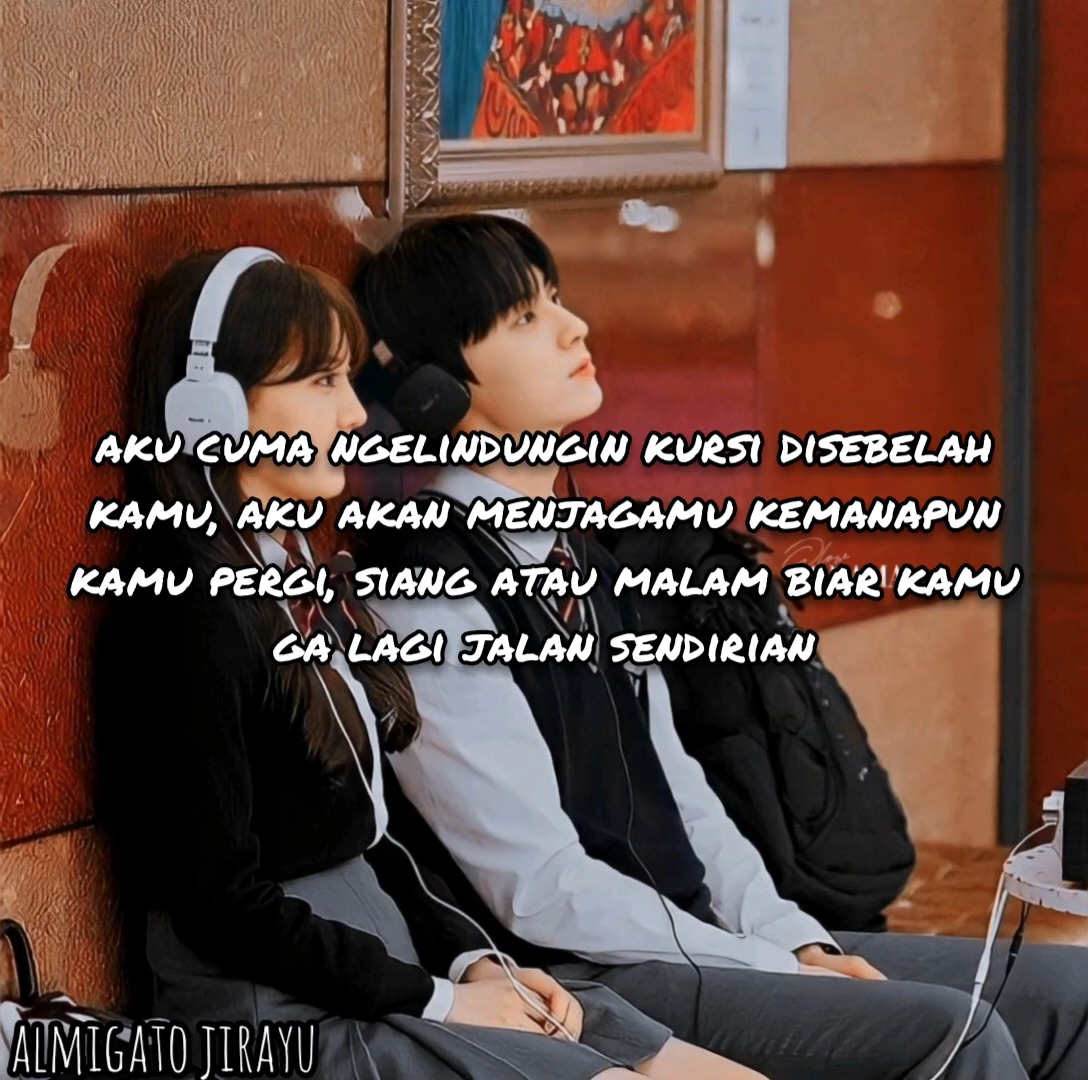 AKU CUMA NGELINDUNGIN KURSI DISEBELAH
KAMU, AKU AKAN MENJAGAMU KEMANAPUN
KAMU PERGI, SIANG ATAU MALAM BIAR KAMU
GA LAGI JALAN SENDIRIAN
ALMIGATO JIRAYU